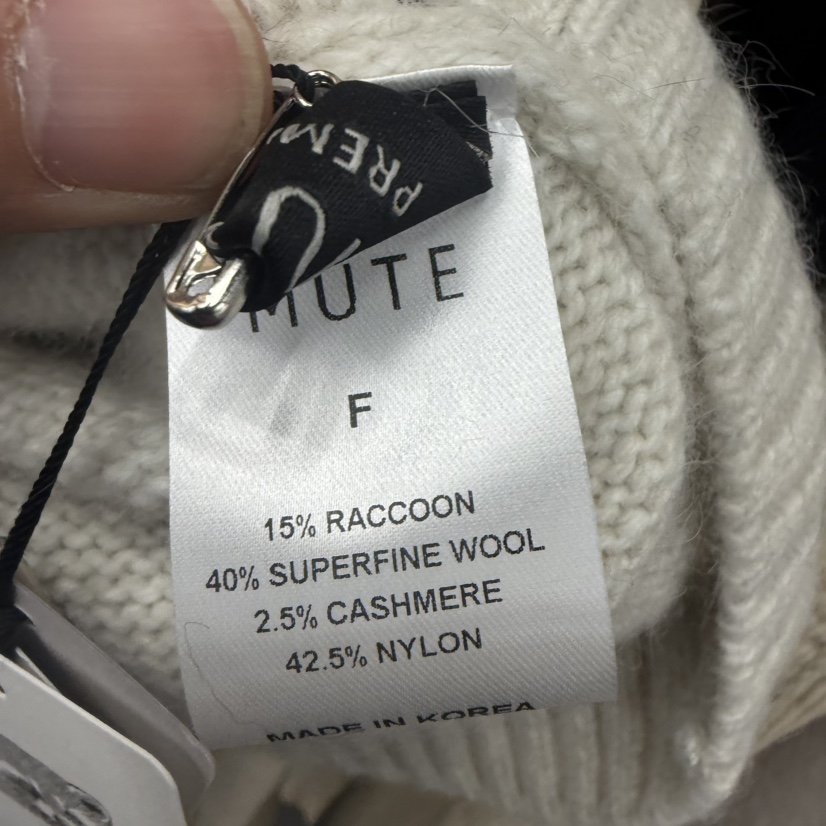 PREM
MUTE
F
15% RACCOON
40% SUPERFINE WOOL
2.5% CASHMERE
42.5% NYLON
MADE IN KOREA